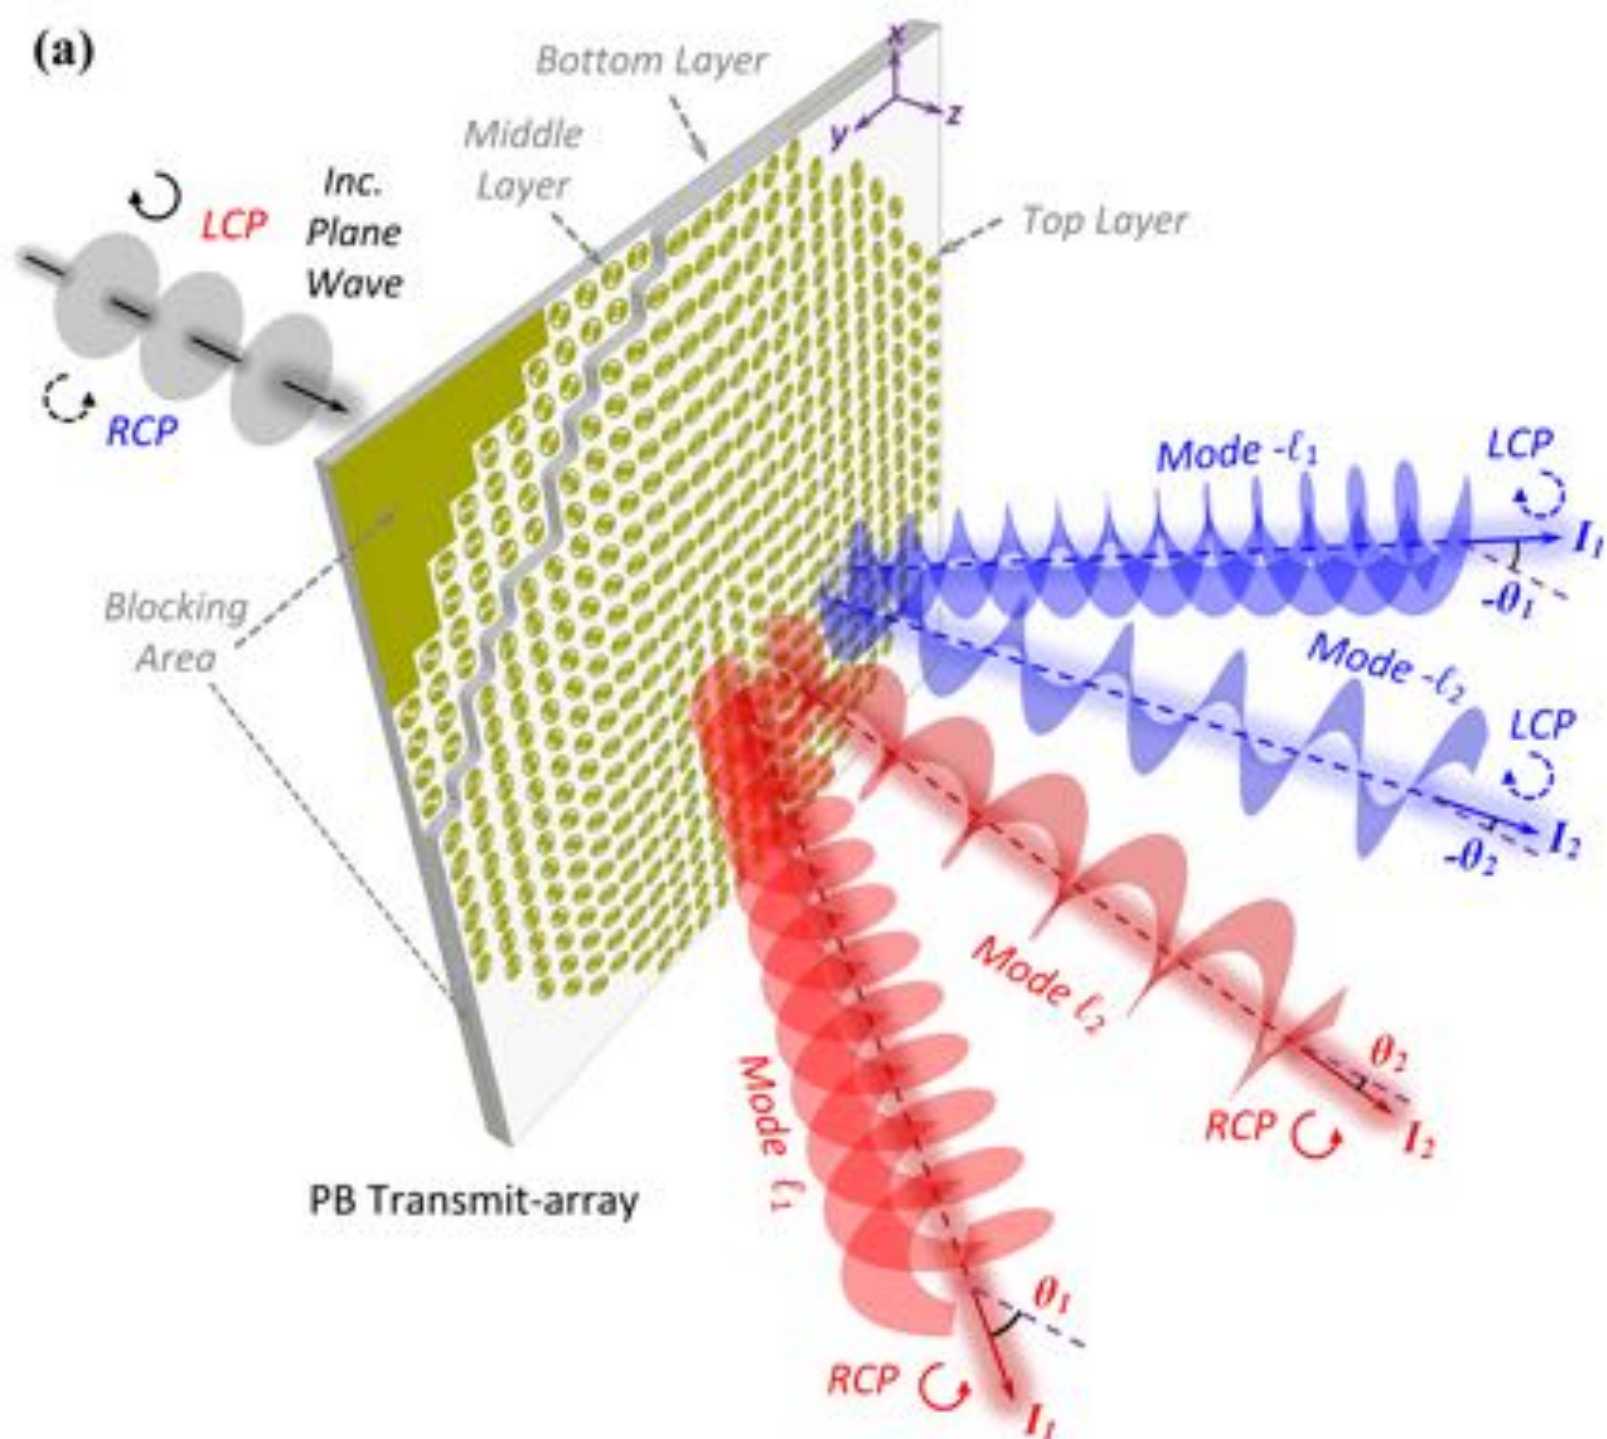 (a)
Bottom Layer
Middle
Layer
x
y
z
Top Layer
LCP
Inc.
Plane
Wave
RCP
Blocking
Area
Mode -ℓ1
LCP
I1
-θ1
Mode -ℓ2
LCP
I2
-θ2
Mode ℓ2
θ2
RCP
I2
Mode ℓ1
θ1
RCP
I1
PB Transmit-array